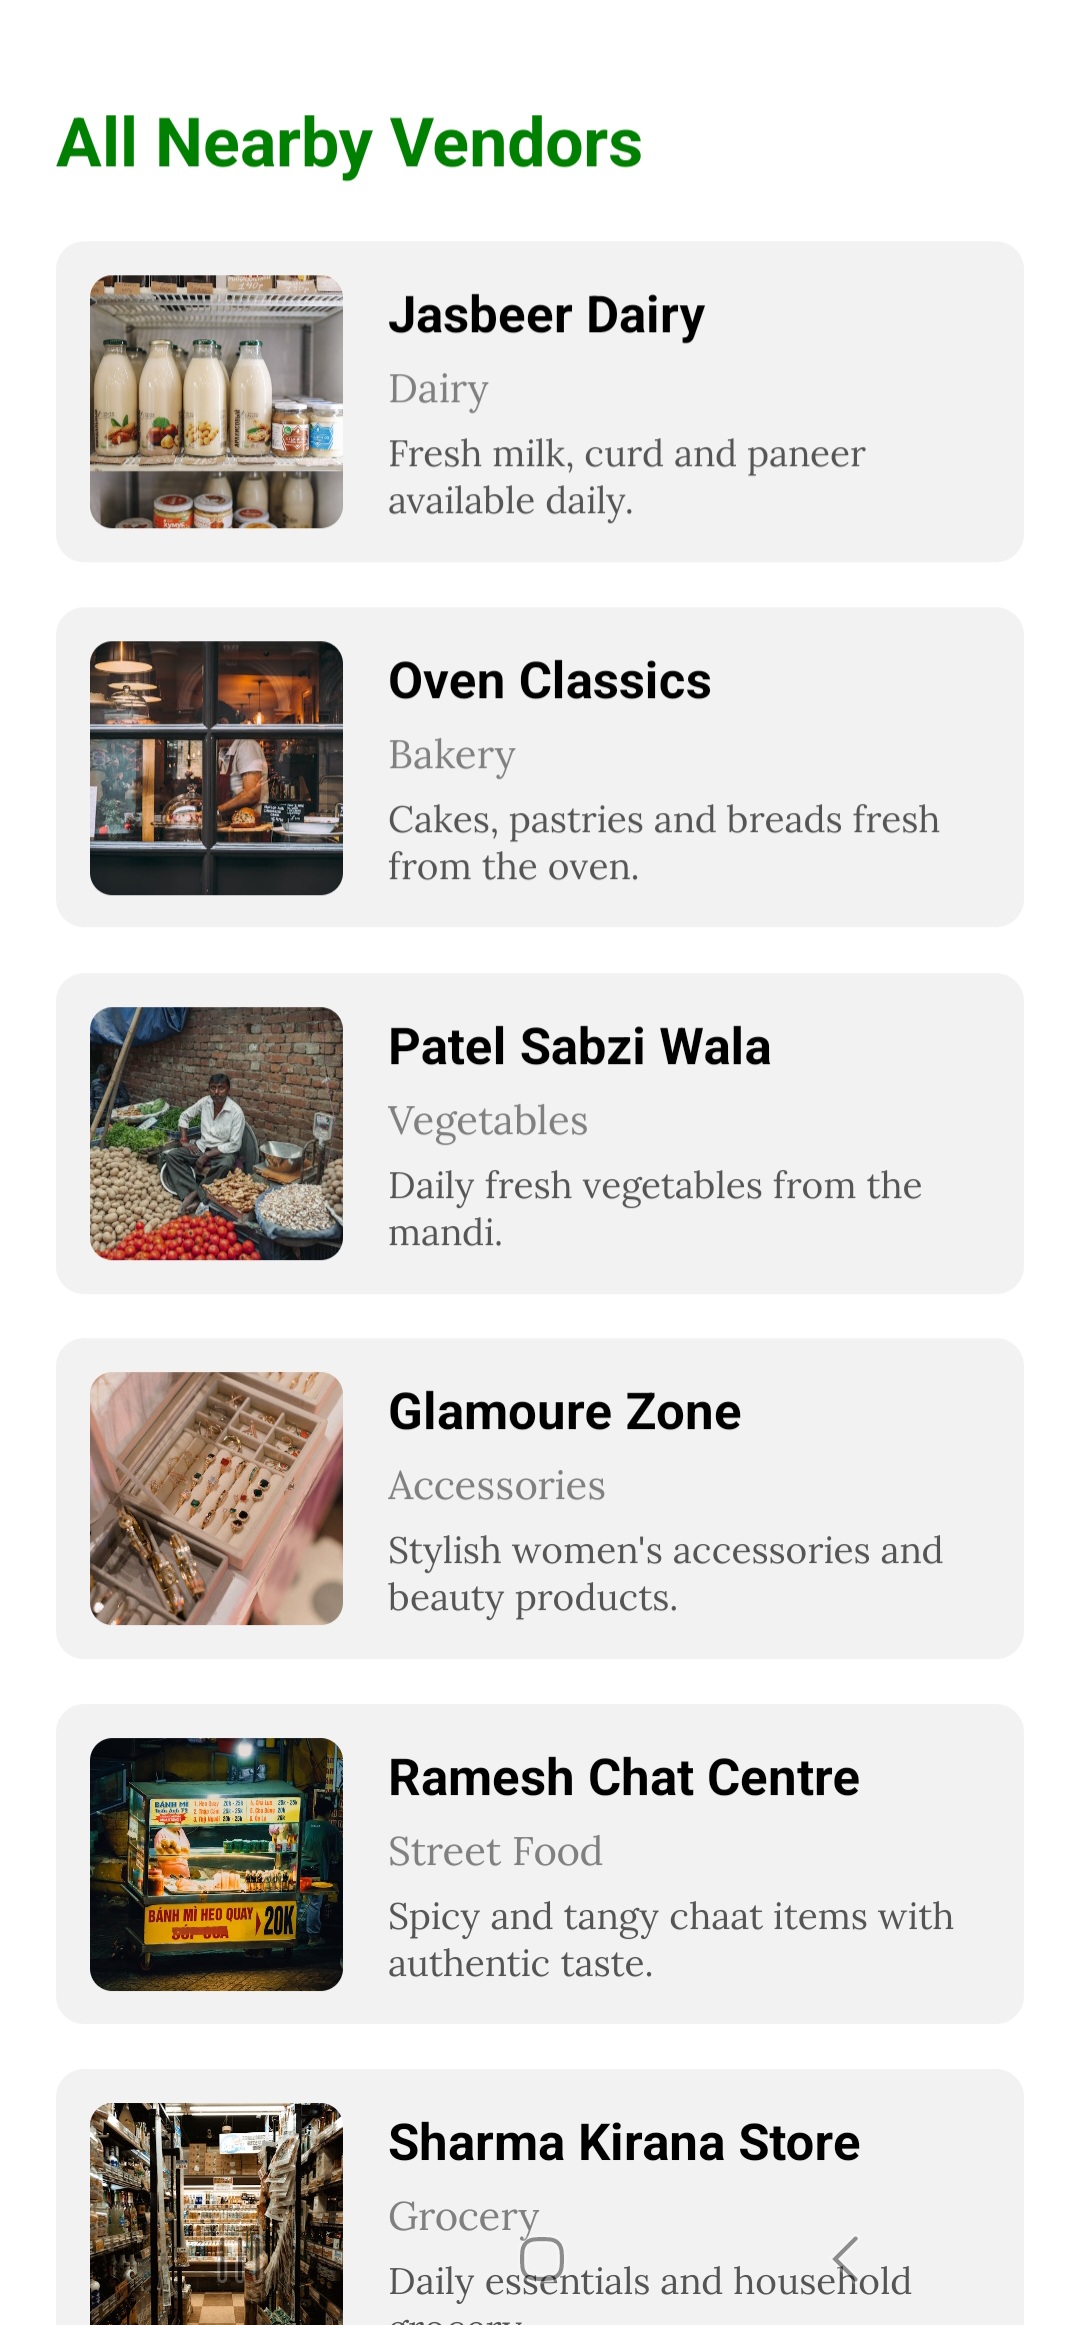 All Nearby Vendors
Jasbeer Dairy
Dairy
Fresh milk, curd and paneer
available daily.
Oven Classics
Bakery
Cakes, pastries and breads fresh
from the oven.
Patel Sabzi Wala
Vegetables
Daily fresh vegetables from the
mandi.
Glamoure Zone
Accessories
Stylish women's accessories and
beauty products.
Ramesh Chat Centre
Street Food
Spicy and tangy chaat items with
authentic taste.
BÁNH MÌ
BÁNH MÌ HEO QUAY
20K
Sharma Kirana Store
Grocery
Daily essentials and household